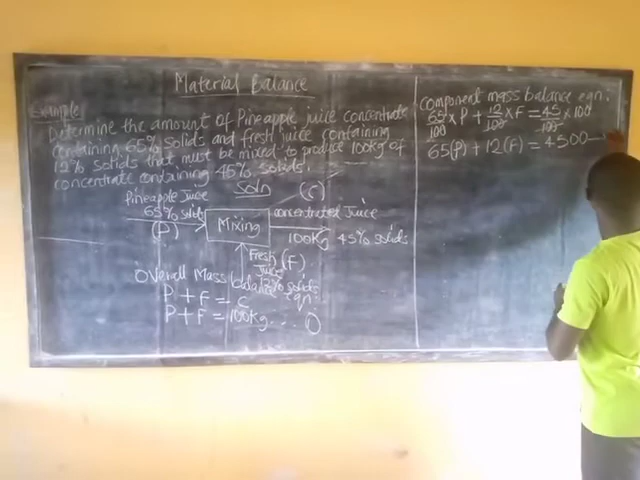 Material Balance
Example
Determine the amount of Pineapple juice concentrate
containing 65% solids and fresh juice containing
12% solids that must be mixed to produce 100kg of
concentrate containing 45% solids.
Soln
Pineapple Juice
65% solids
(P)
Mixing
(C)
concentrated Juice
100Kg 45% solids
Fresh (F)
Juice
12% solids
Overall Mass balance eqn:
P + F = C
P + F = 100Kg ... ①
Component mass balance eqn:
65/100 x P + 12/100 x F = 45/100 x 100
65(P) + 12(F) = 4500